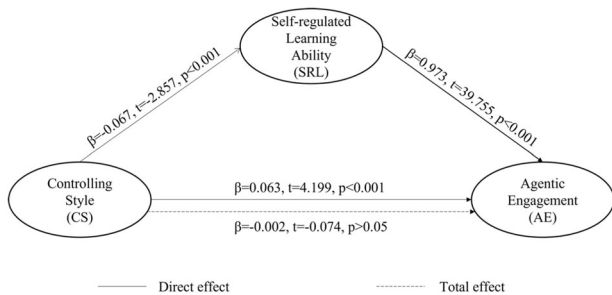 Self-regulated
Learning
Ability
(SRL)
β=-0.067, t=-2.857, p<0.001
β=0.973, t=39.755, p<0.001
Controlling
Style
(CS)
β=0.063, t=4.199, p<0.001
β=-0.002, t=-0.074, p>0.05
Agentic
Engagement
(AE)
Direct effect
Total effect